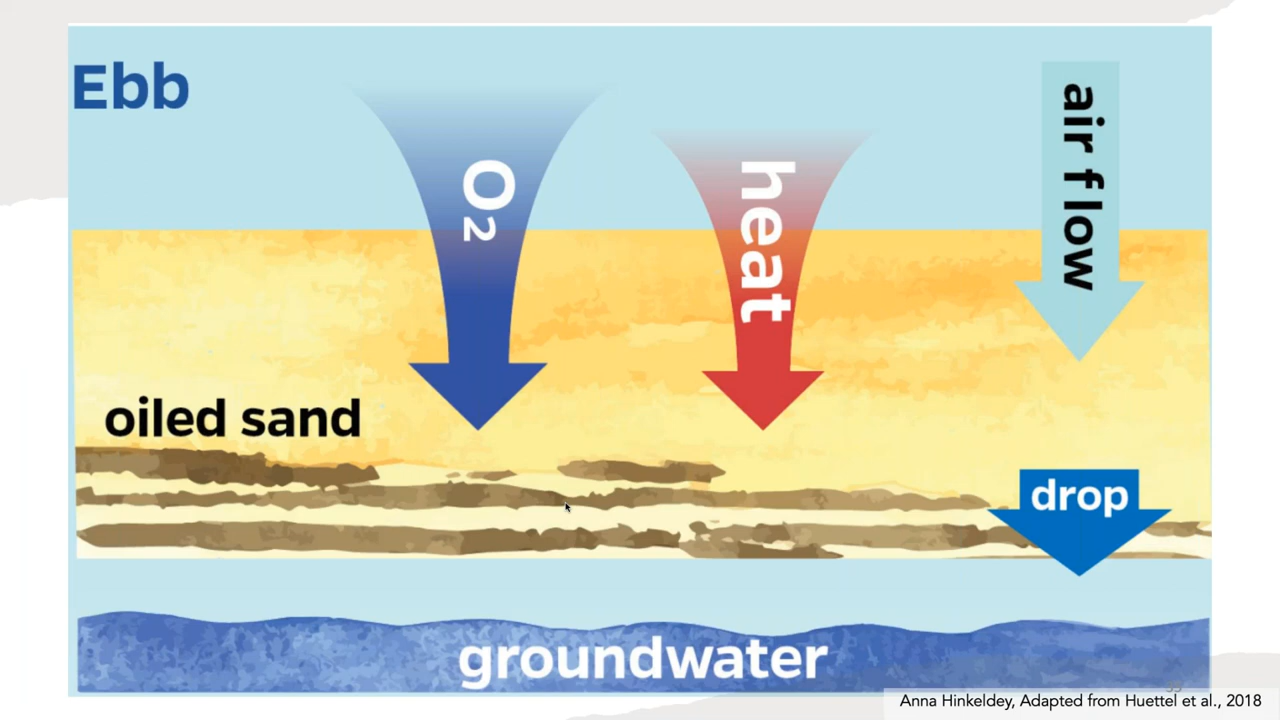 Ebb
O₂
heat
air flow
oiled sand
drop
groundwater
Anna Hinkeldey, Adapted from Huettel et al., 2018